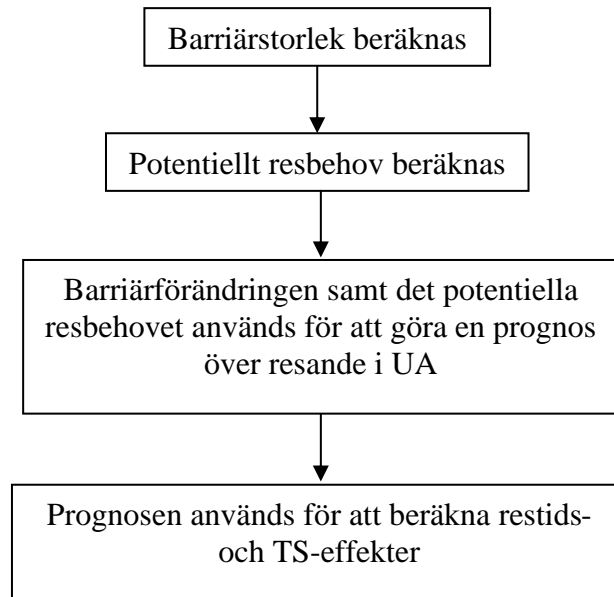 Barriärstorlek beräknas
Potentiellt resbehov beräknas
Barriärförändringen samt det potentiella
resbehovet används för att göra en prognos
över resande i UA
Prognosen används för att beräkna restids-
och TS-effekter